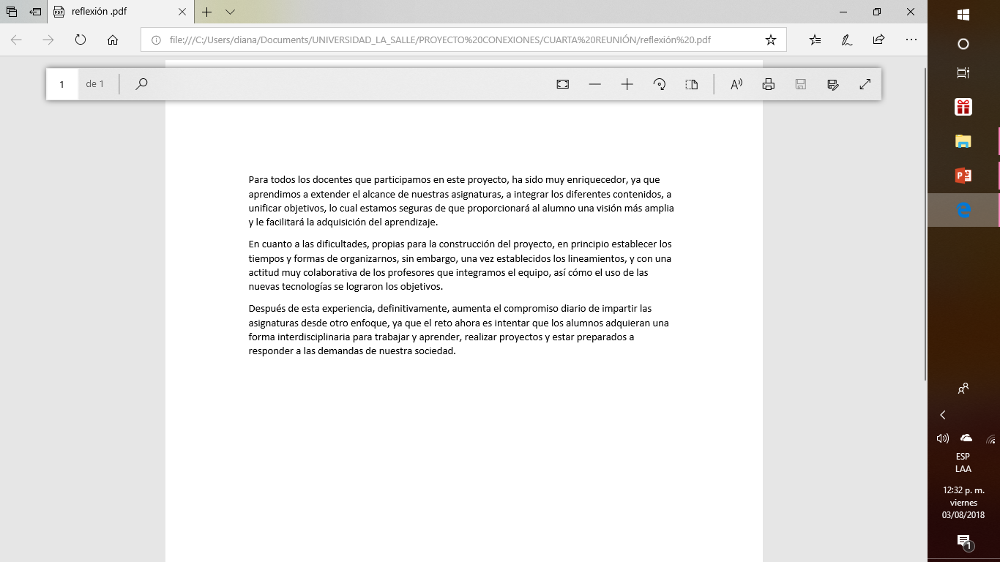 reflexión .pdf
file:///C:/Users/diana/Documents/UNIVERSIDAD_LA_SALLE/PROYECTO%20CONEXIONES/CUARTA%20REUNIÓN/reflexión%20.pdf
1 de 1
Para todos los docentes que participamos en este proyecto, ha sido muy enriquecedor, ya que
aprendimos a extender el alcance de nuestras asignaturas, a integrar los diferentes contenidos, a
unificar objetivos, lo cual estamos seguras de que proporcionará al alumno una visión más amplia
y le facilitará la adquisición del aprendizaje.
En cuanto a las dificultades, propias para la construcción del proyecto, en principio establecer los
tiempos y formas de organizarnos, sin embargo, una vez establecidos los lineamientos, y con una
actitud muy colaborativa de los profesores que integramos el equipo, así cómo el uso de las
nuevas tecnologías se lograron los objetivos.
Después de esta experiencia, definitivamente, aumenta el compromiso diario de impartir las
asignaturas desde otro enfoque, ya que el reto ahora es intentar que los alumnos adquieran una
forma interdisciplinaria para trabajar y aprender, realizar proyectos y estar preparados a
responder a las demandas de nuestra sociedad.
ESP
LAA
12:32 p. m.
viernes
03/08/2018
1